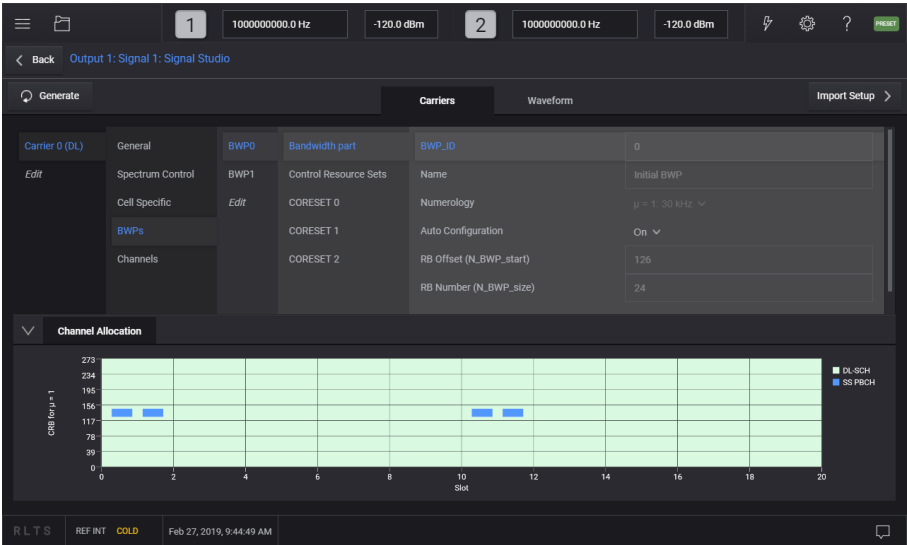 1 1000000000.0 Hz -120.0 dBm 2 1000000000.0 Hz -120.0 dBm ? PRESET
Back Output 1: Signal 1: Signal Studio
Generate Carriers Waveform Import Setup
Carrier 0 (DL) General BWP0 Bandwidth part BWP_ID 0
Edit Spectrum Control BWP1 Control Resource Sets Name Initial BWP
Cell Specific Edit CORESET 0 Numerology μ = 1: 30 kHz
BWPs CORESET 1 Auto Configuration On
Channels CORESET 2 RB Offset (N_BWP_start) 126
RB Number (N_BWP_size) 24
Channel Allocation
273
234
195
156
117
78
39
0
CRB for μ = 1
0 2 4 6 8 10 12 14 16 18 20
Slot
DL-SCH
SS PBCH
RLTS REF INT COLD Feb 27, 2019, 9:44:49 AM